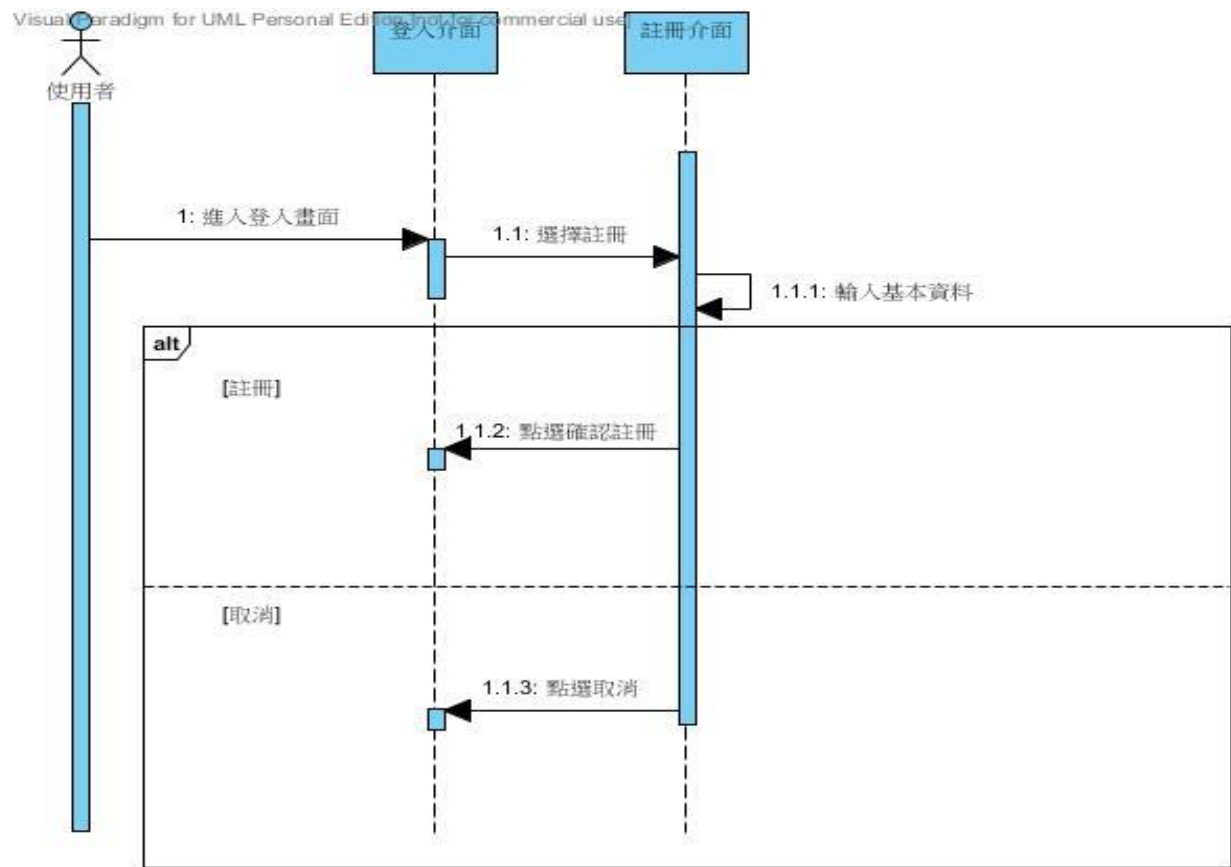 Visual Paradigm for UML Personal Edition [not for commercial use]
登入介面
註冊介面
使用者
1: 進入登入畫面
1.1: 選擇註冊
1.1.1: 輸入基本資料
alt
[註冊]
1.1.2: 點選確認註冊
[取消]
1.1.3: 點選取消